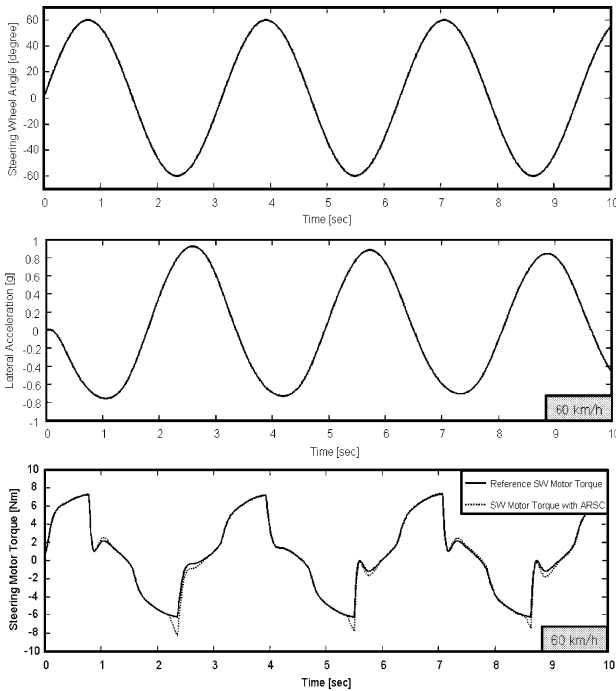 Steering Wheel Angle [degree]
60
40
20
0
-20
-40
-60
0 1 2 3 4 5 6 7 8 9 10
Time [sec]
Lateral Acceleration [g]
1
0.8
0.6
0.4
0.2
0
-0.2
-0.4
-0.6
-0.8
-1
60 km/h
0 1 2 3 4 5 6 7 8 9 10
Time [sec]
Steering Motor Torque [Nm]
10
8
6
4
2
0
-2
-4
-6
-8
-10
Reference SW Motor Torque
SW Motor Torque with ARSC
60 km/h
0 1 2 3 4 5 6 7 8 9 10
Time [sec]